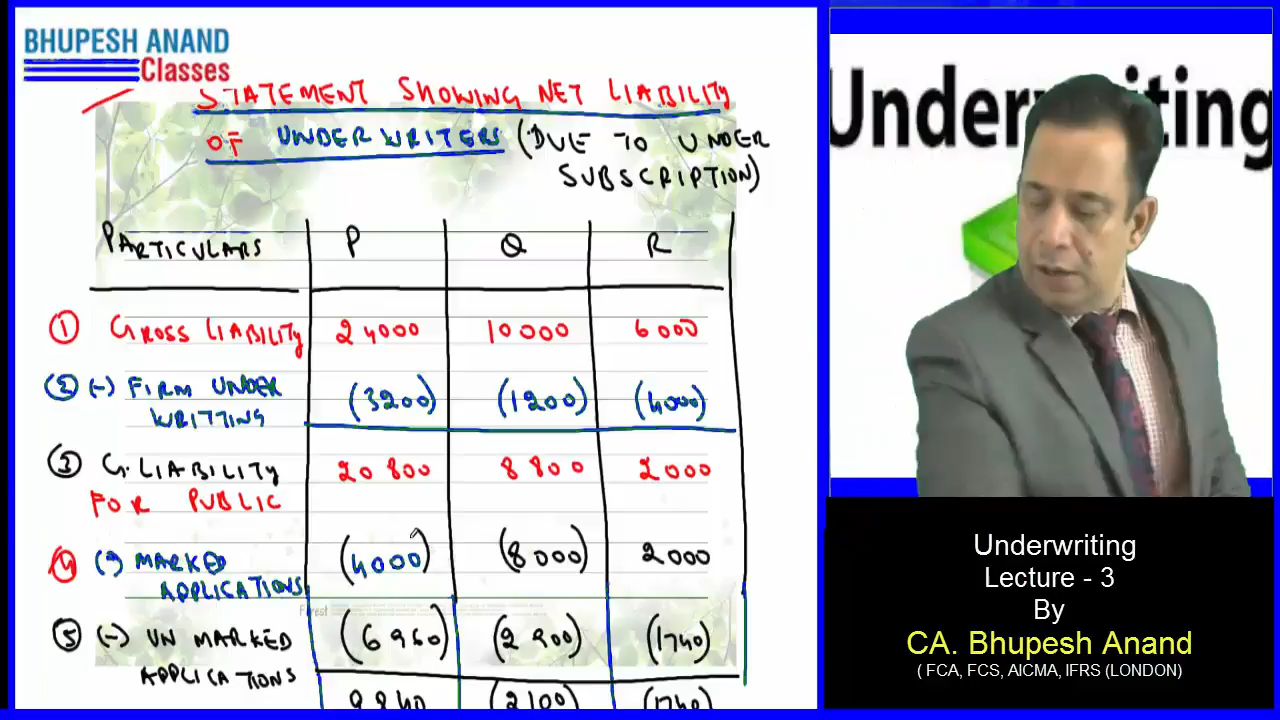 BHUPESH ANAND
Classes
STATEMENT SHOWING NET LIABILITY
OF UNDERWRITERS (DUE TO UNDER
SUBSCRIPTION)
PARTICULARS P Q R
① GROSS LIABILITY 24000 10000 6000
② (-) FIRM UNDER
WRITTING (3200) (1200) (4000)
③ G.LIABILITY 20800 8800 2000
FOR PUBLIC
④ (-) MARKED (4000) (8000) 2000
APPLICATIONS
⑤ (-) UN MARKED (6960) (2900) (1740)
APPLICATIONS
9840 (2100) (1740)
Underwriting
Underwriting
Lecture - 3
By
CA. Bhupesh Anand
( FCA, FCS, AICMA, IFRS (LONDON)